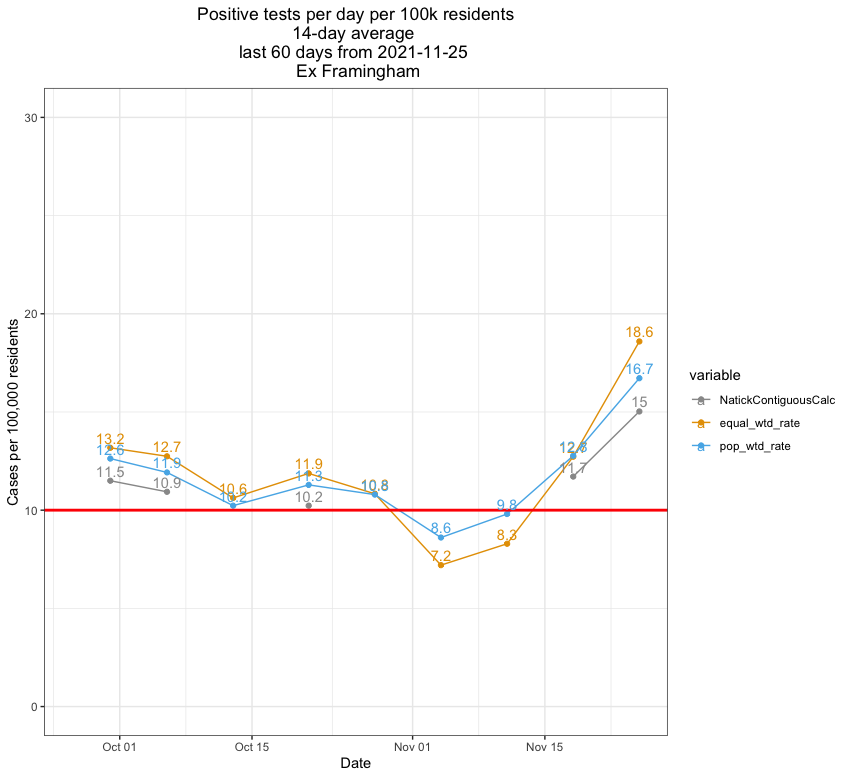 Positive tests per day per 100k residents
14-day average
last 60 days from 2021-11-25
Ex Framingham
30
20
10
0
Cases per 100,000 residents
13.2
12.6
11.5
12.7
11.9
10.9
10.6
10.2
11.9
11.3
10.2
10.8
8.6
7.2
9.8
8.3
12.7
11.7
18.6
16.7
15
Oct 01
Oct 15
Nov 01
Nov 15
Date
variable
a NatickContiguousCalc
a equal_wtd_rate
a pop_wtd_rate